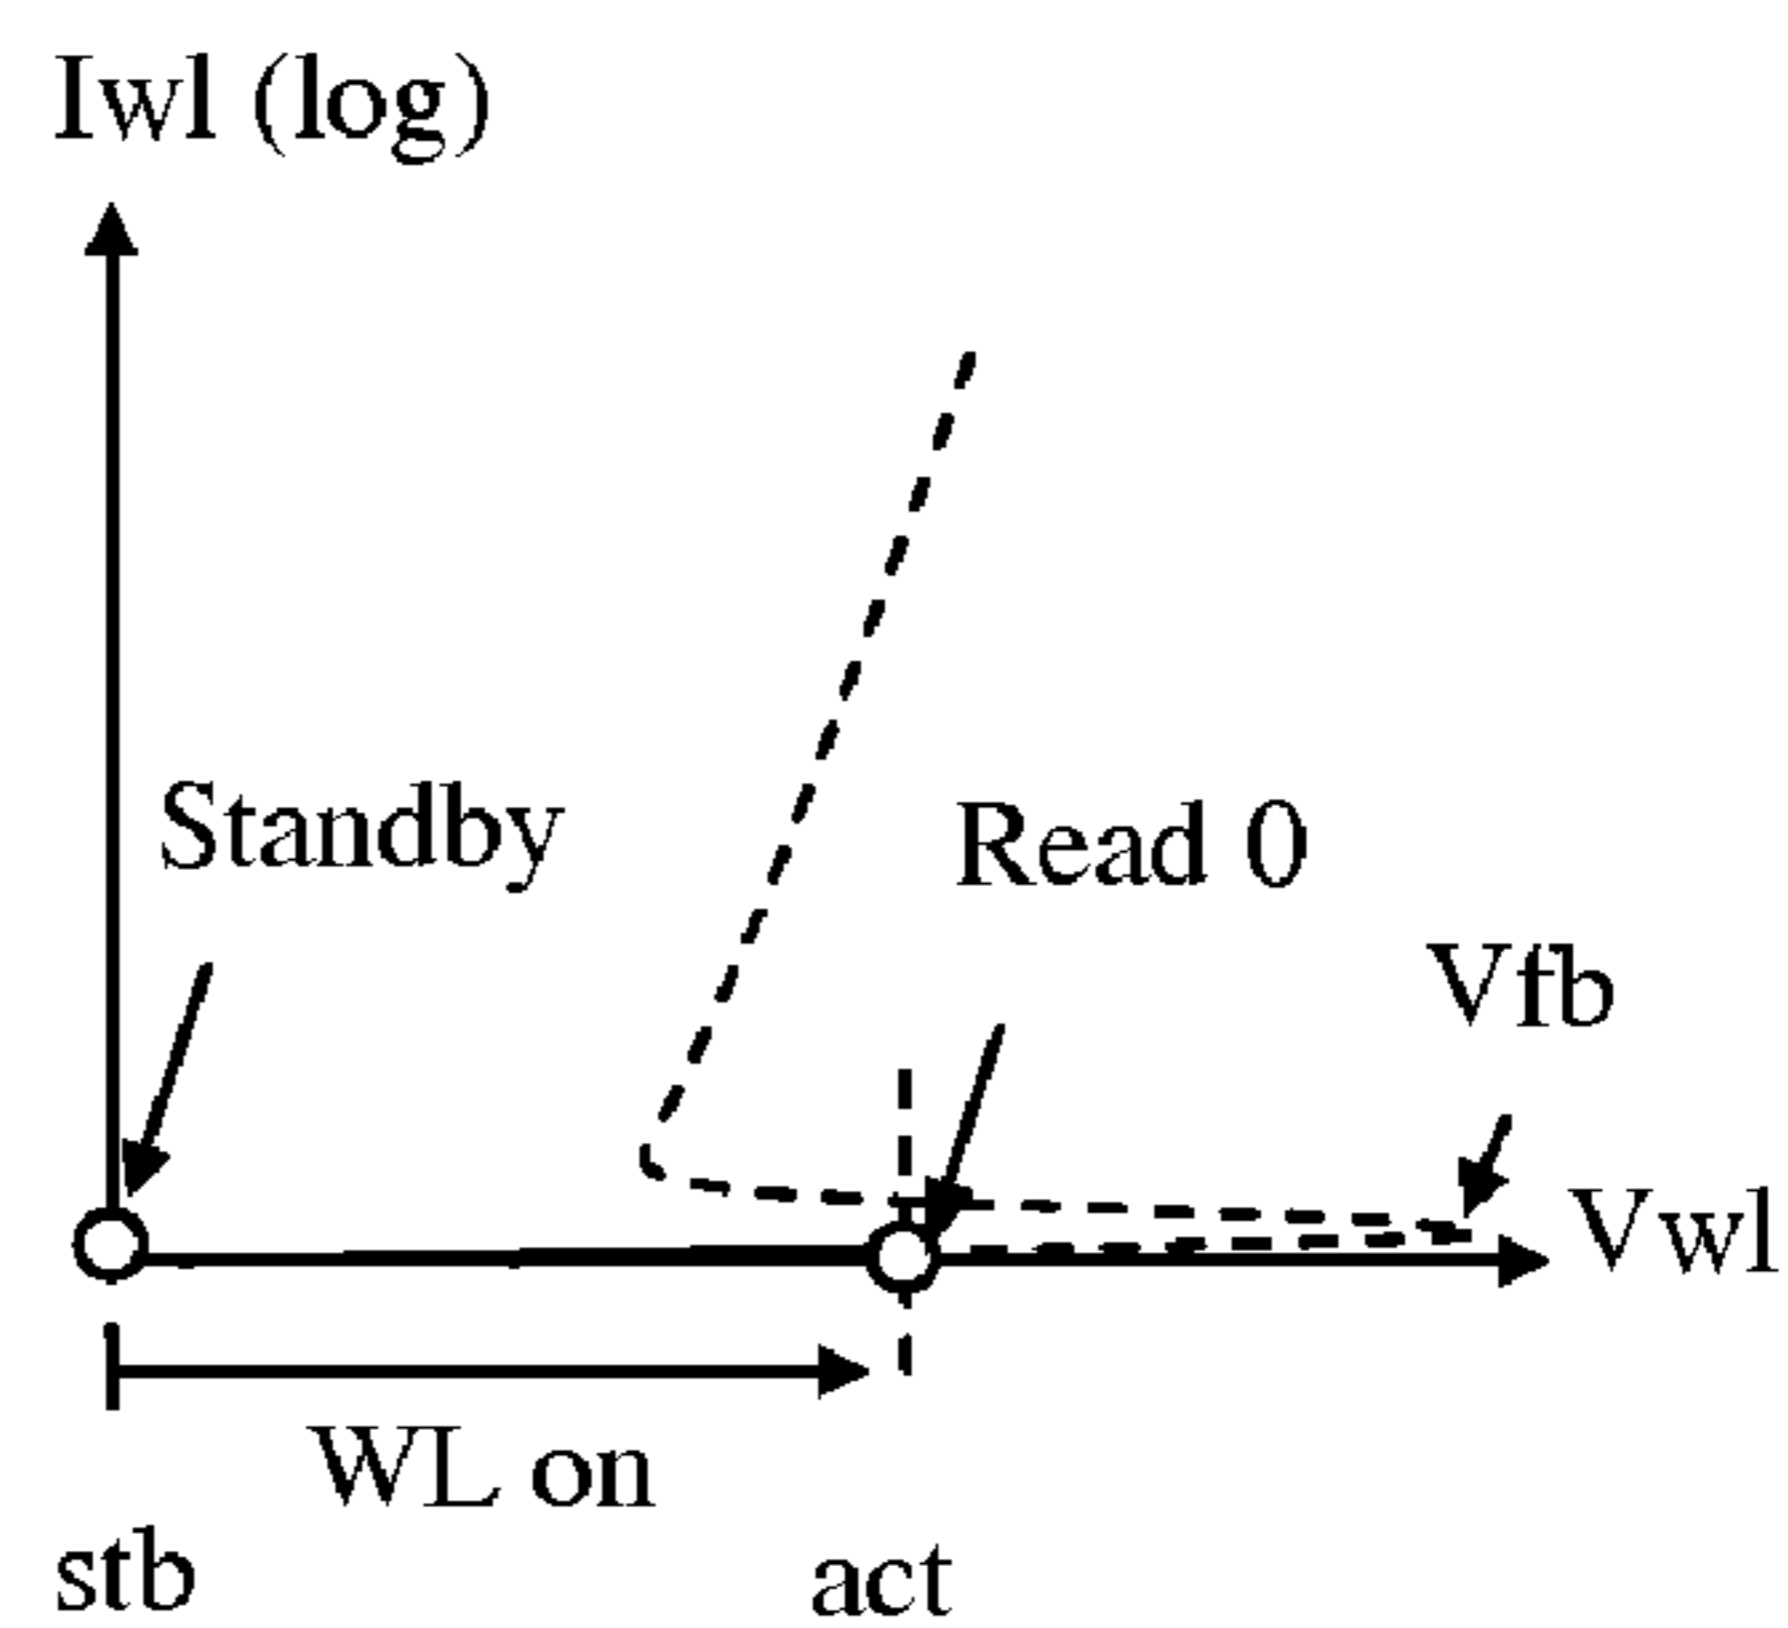 Iwl (log)
Standby
Read 0
Vfb
Vwl
WL on
stb
act